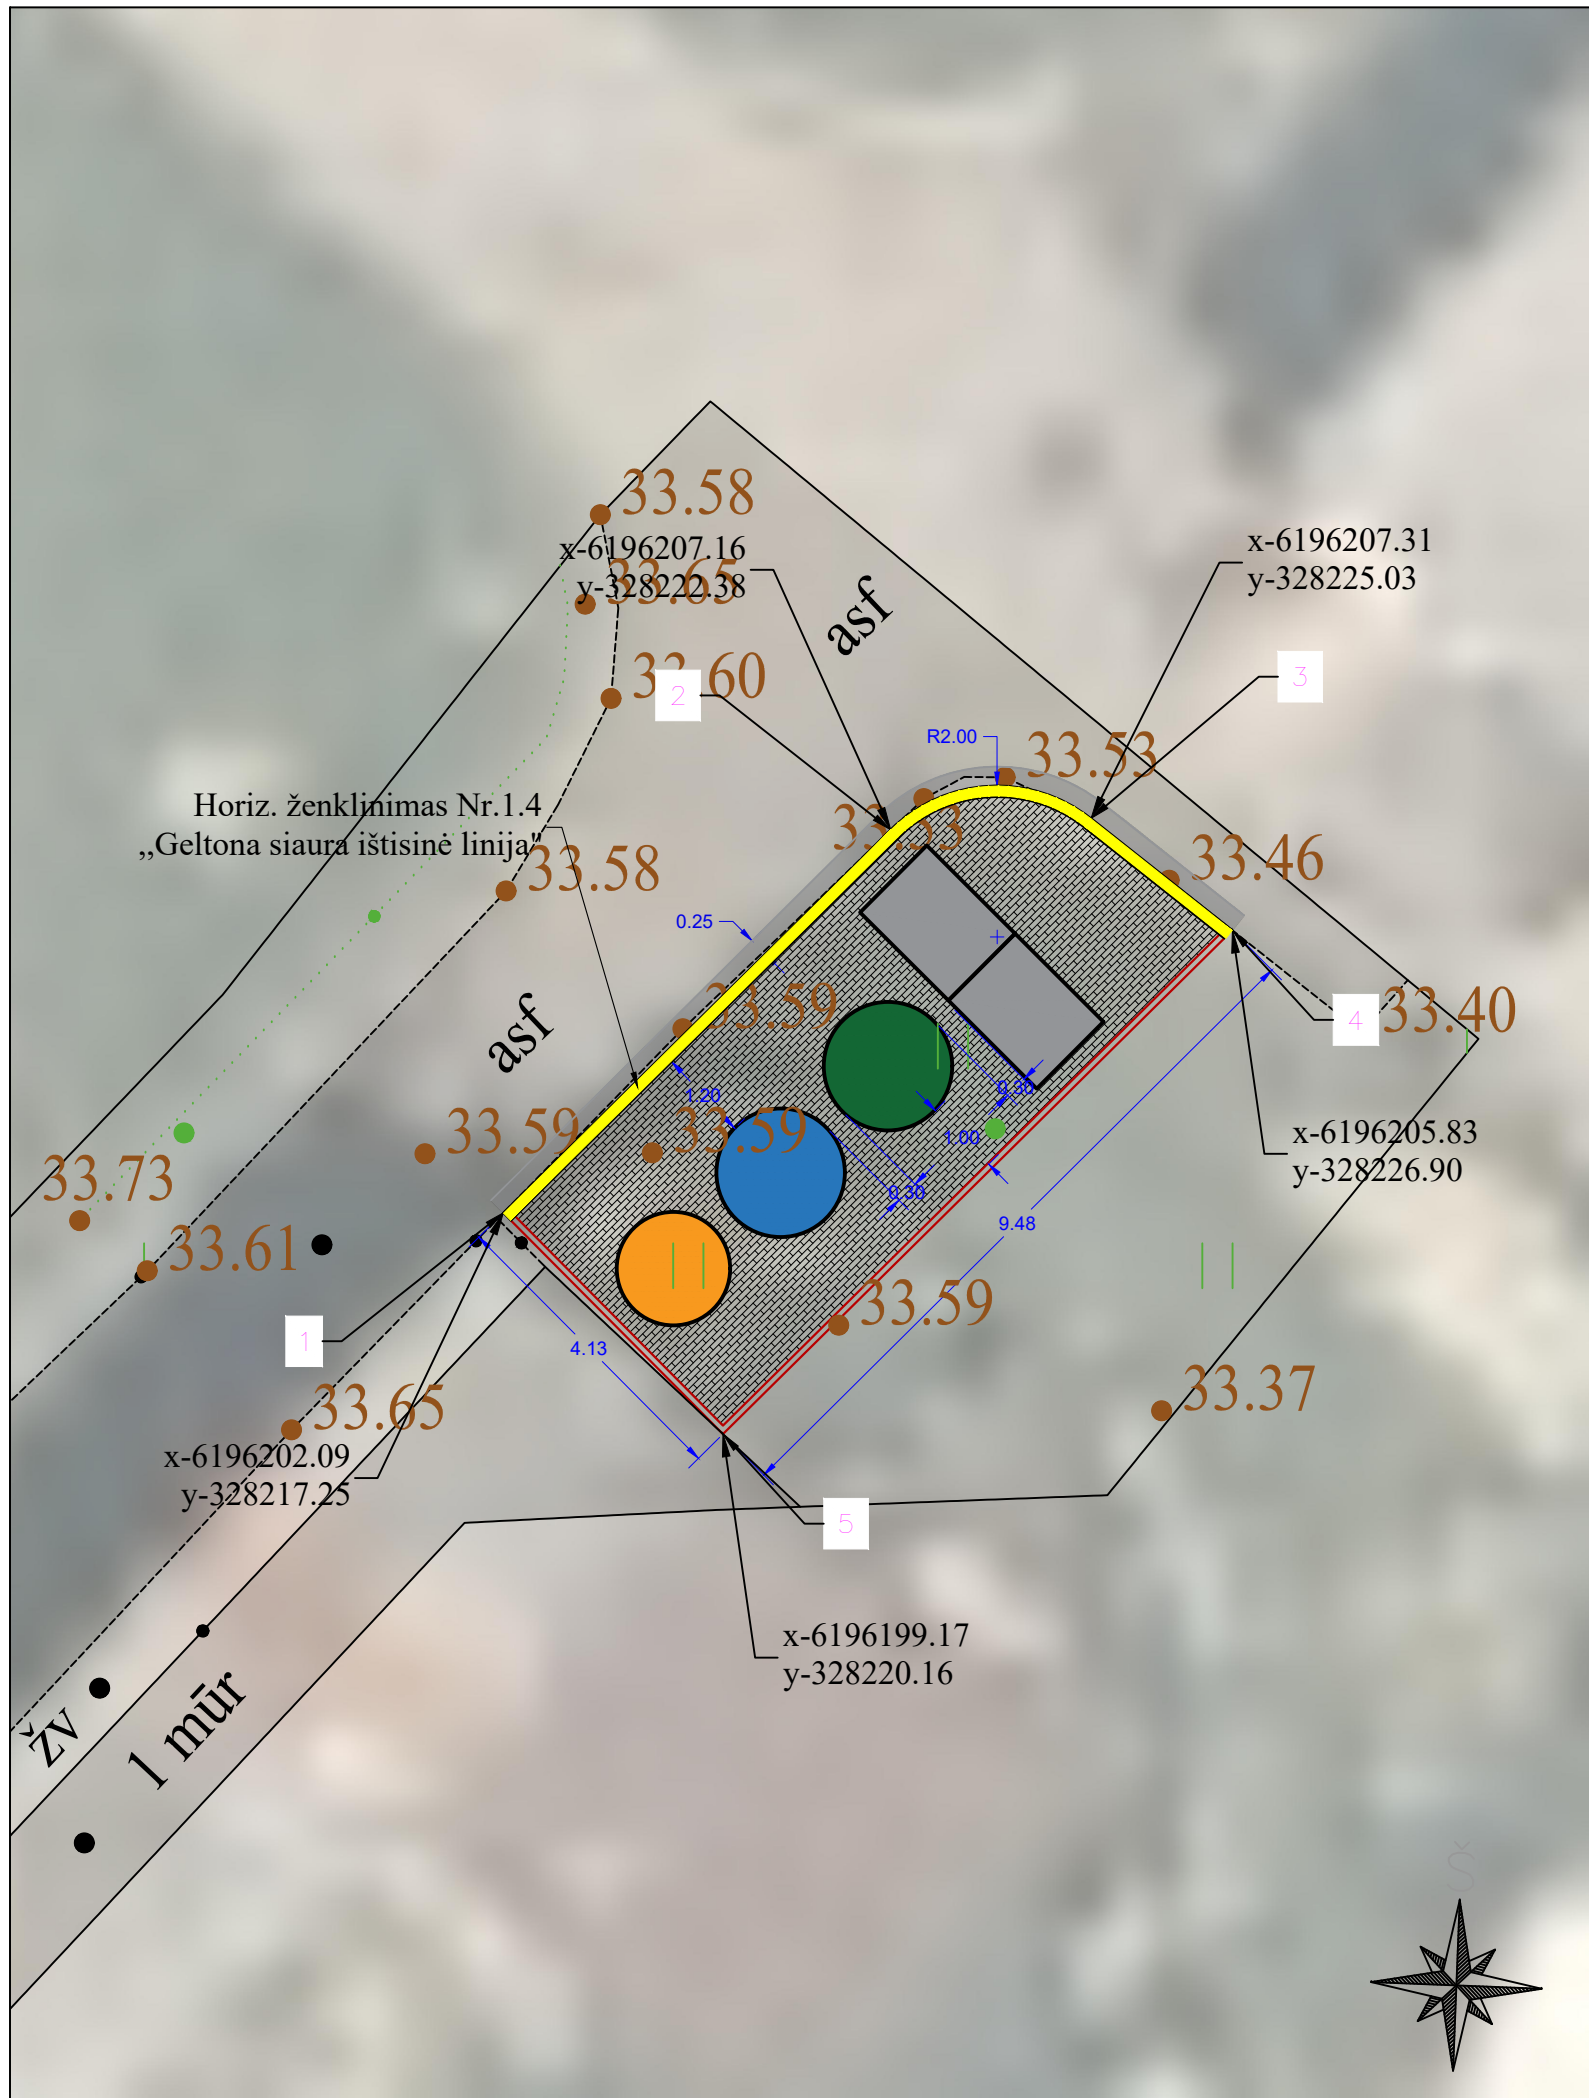 33.58
x-6196207.16
y-328222.38
33.65
asf
x-6196207.31
y-328225.03
33.60
2
3
R2.00
33.53
Horiz. ženklinimas Nr.1.4
„Geltona siaura ištisinė linija"
33.53
33.46
33.58
0.25
33.59
asf
4
33.40
1.20
0.30
33.59
33.59
1.00
x-6196205.83
y-328226.90
33.73
0.30
9.48
33.61
33.59
1
4.13
33.65
33.37
x-6196202.09
y-328217.25
5
x-6196199.17
y-328220.16
žv
1 mūr
Š